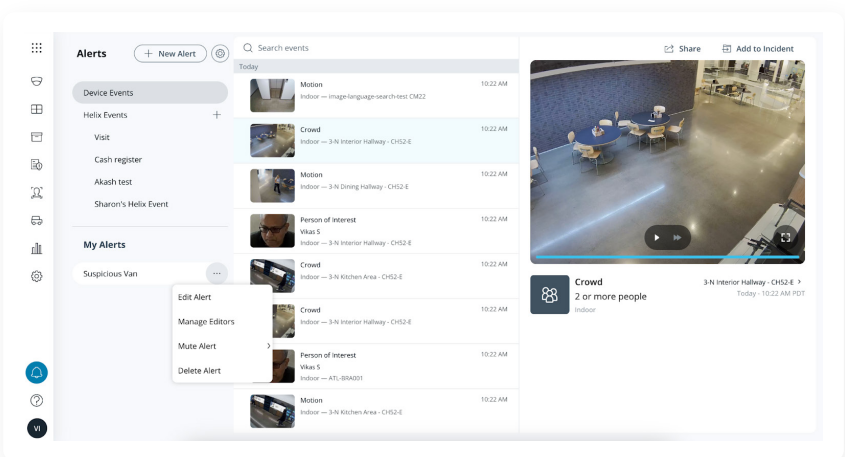 Alerts
+ New Alert
Search events
Share
Add to Incident
Today
Device Events
Helix Events
Visit
Cash register
Akash test
Sharon's Helix Event
My Alerts
Suspicious Van
Edit Alert
Manage Editors
Mute Alert
Delete Alert
VI
Motion 10:22 AM
Indoor — image-language-search-test CM22
Crowd 10:22 AM
Indoor — 3-N Interior Hallway - CH52-E
Motion 10:22 AM
Indoor — 3-N Dining Hallway - CH52-E
Person of Interest 10:22 AM
Vikas S
Indoor — 3-N Interior Hallway - CH52-E
Crowd 10:22 AM
Indoor — 3-N Kitchen Area - CH52-E
Crowd 10:22 AM
Indoor — 3-N Interior Hallway - CH52-E
Person of Interest 10:22 AM
Vikas S
Indoor — ATL-BRA001
Motion 10:22 AM
Indoor — 3-N Kitchen Area - CH52-E
Crowd
2 or more people
Indoor
3-N Interior Hallway - CH52-E >
Today - 10:22 AM PDT